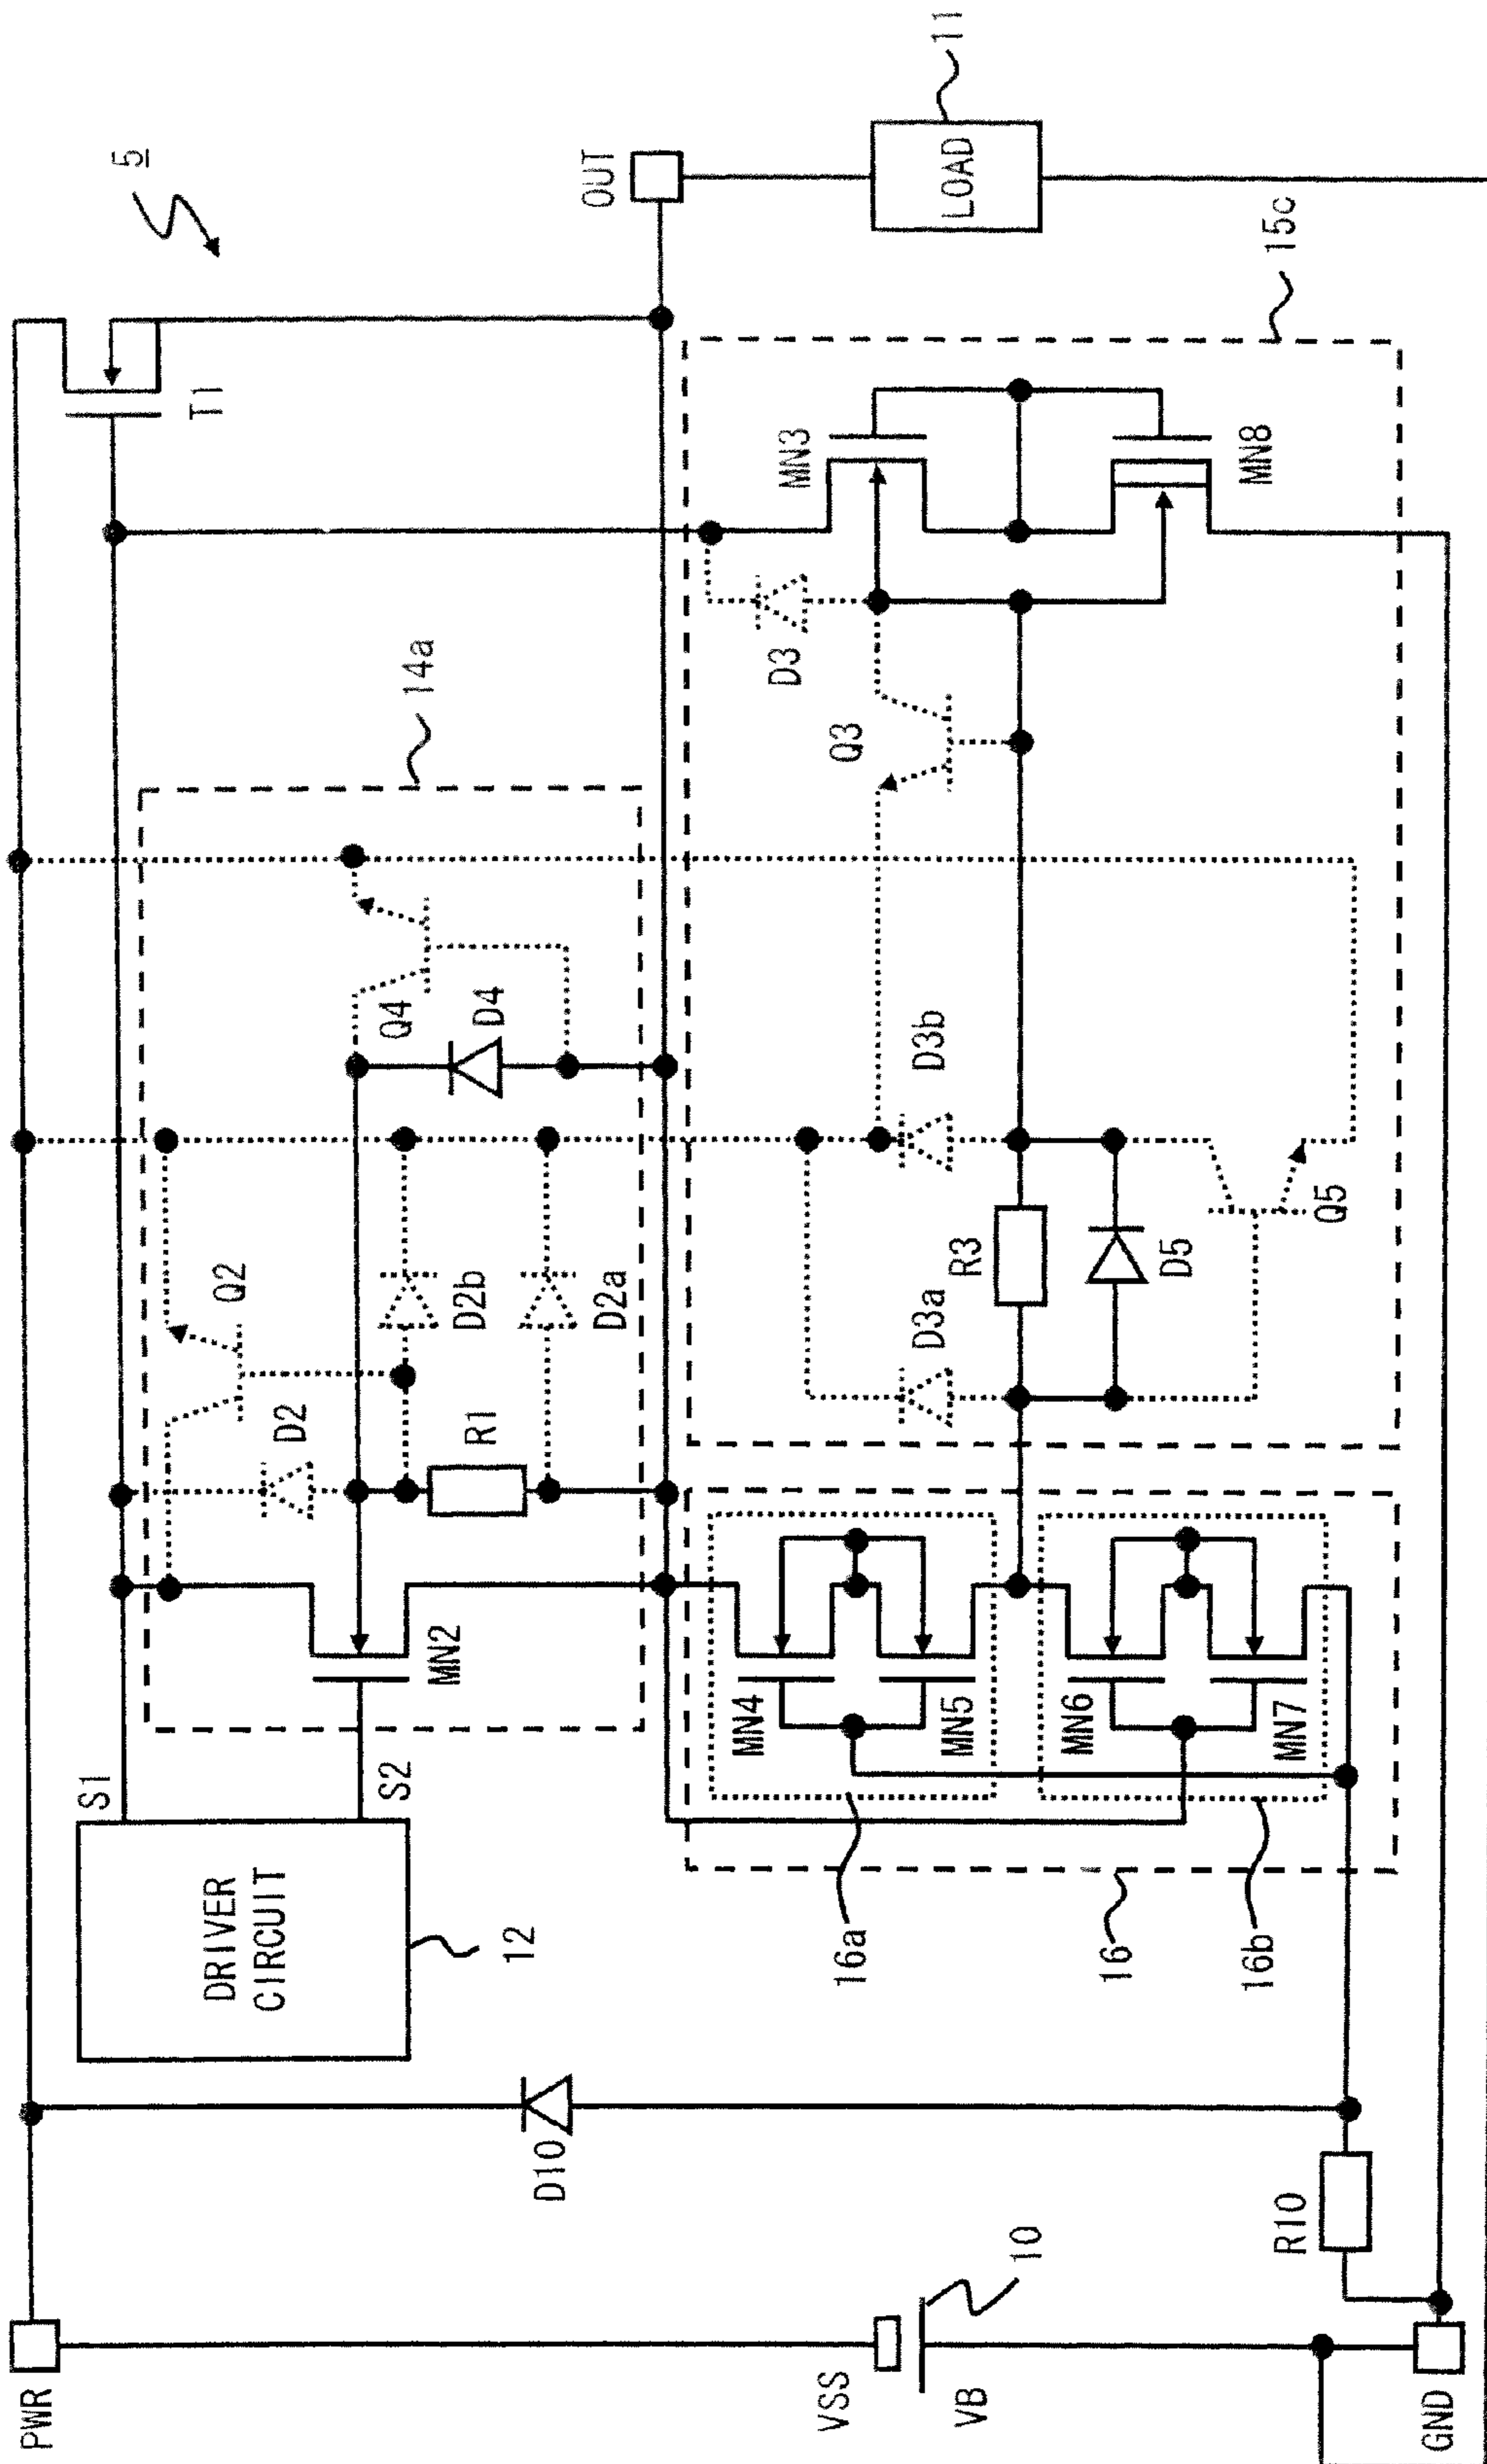 5
PWR
S1
DRIVER
CIRCUIT
12
S2
MN2
D2
Q2
R1
D2b
D2a
Q4
D4
14a
T1
OUT
LOAD
11
D10
VSS
VB
10
16a
16
16b
MN4
MN5
MN6
MN7
D3a
R3
D3b
D5
Q5
Q3
D3
MN3
MN8
15c
R10
GND